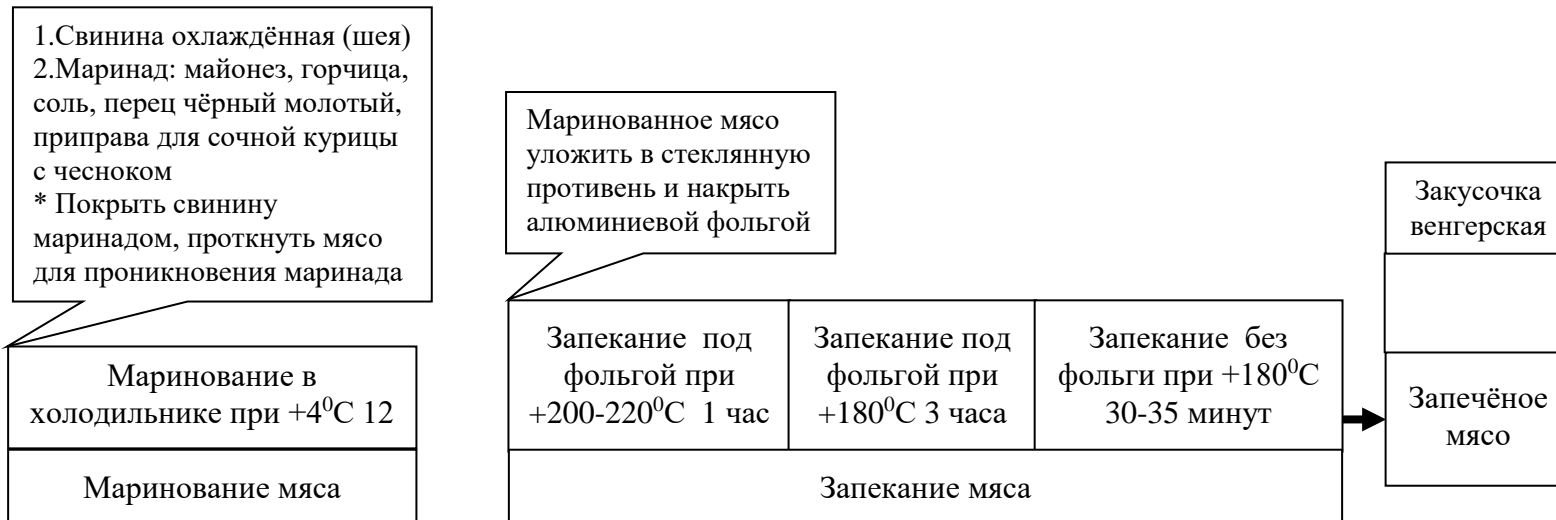 1.Свинина охлаждённая (шея)
2.Маринад: майонез, горчица,
соль, перец чёрный молотый,
приправа для сочной курицы
с чесноком
* Покрыть свинину
маринадом, проткнуть мясо
для проникновения маринада
Маринование в
холодильнике при +4⁰С 12
Маринование мяса
Маринованное мясо
уложить в стеклянную
противень и накрыть
алюминиевой фольгой
Запекание под
фольгой при
+200-220⁰С 1 час
Запекание под
фольгой при
+180⁰С 3 часа
Запекание без
фольги при +180⁰С
30-35 минут
Запекание мяса
Закусочка
венгерская
Запечёное
мясо